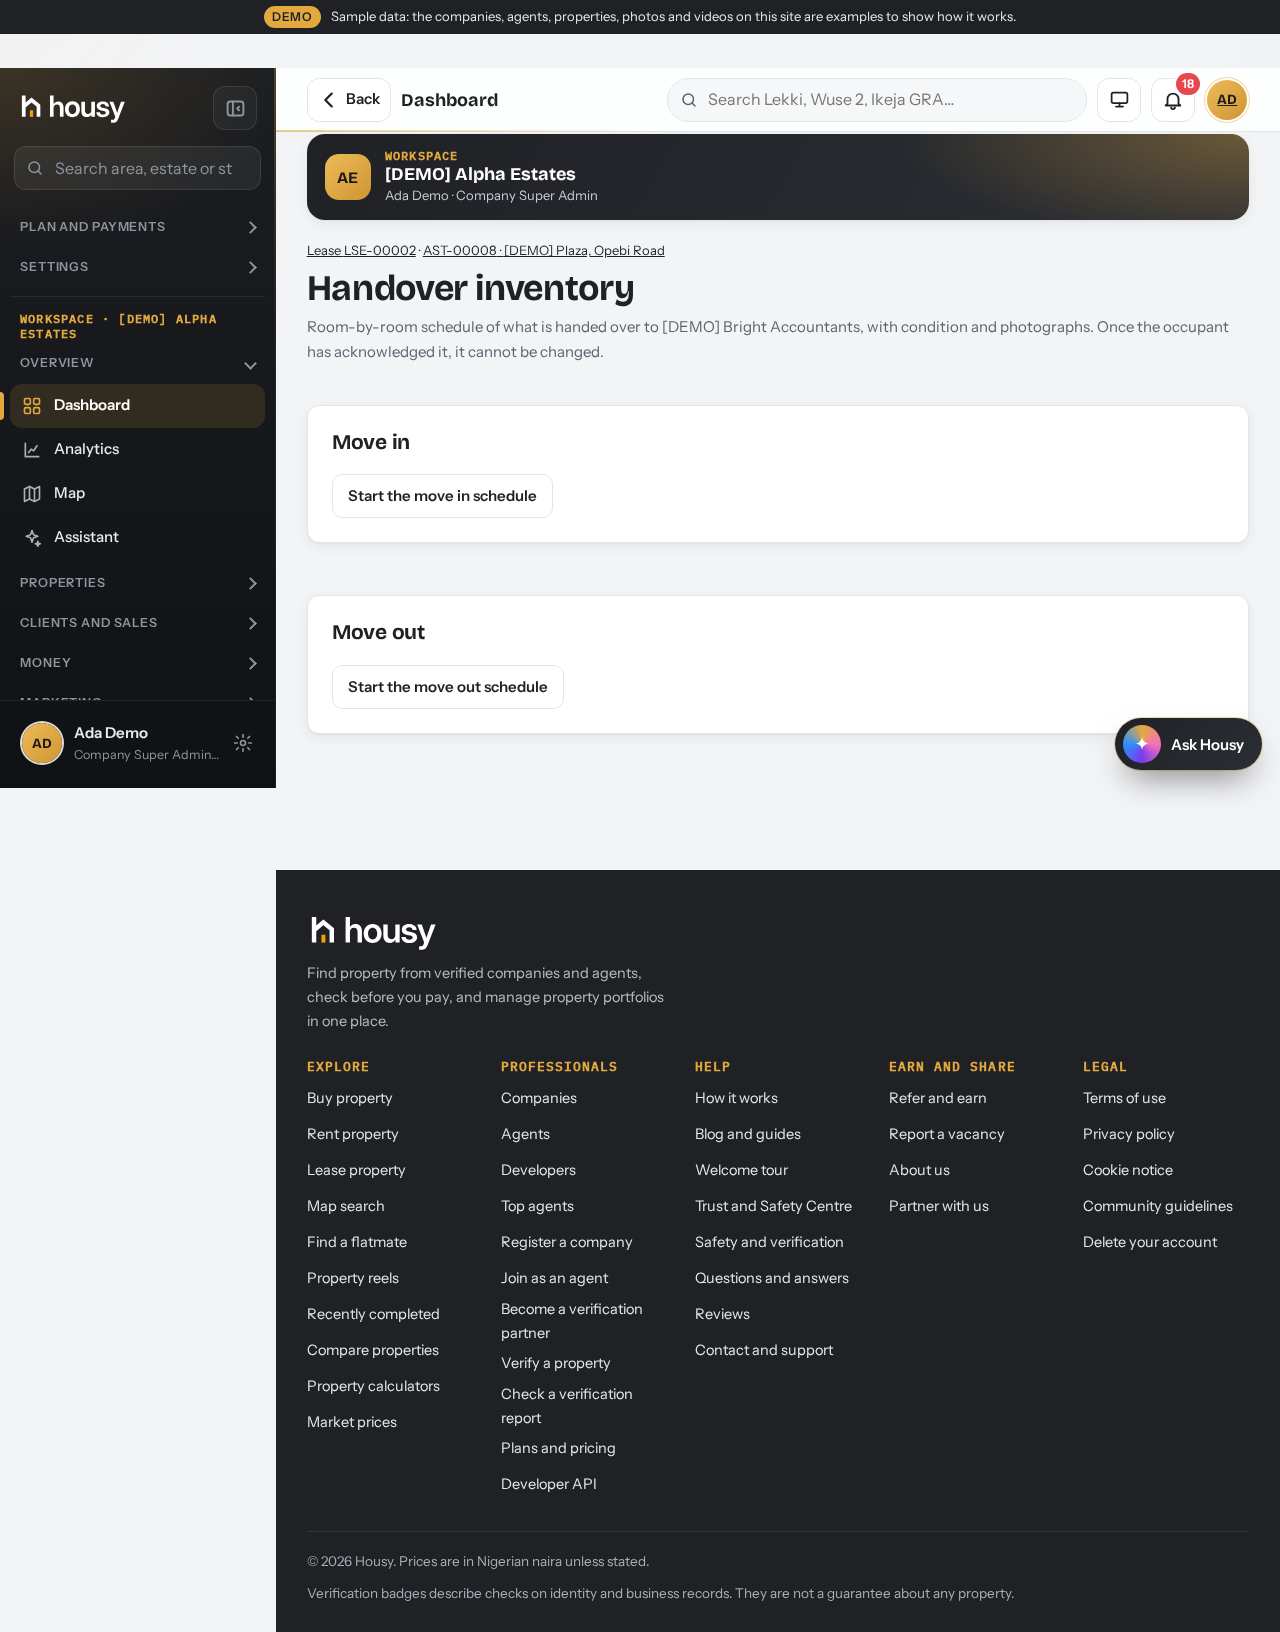 DEMO Sample data: the companies, agents, properties, photos and videos on this site are examples to show how it works.
housy
Search area, estate or st
PLAN AND PAYMENTS
SETTINGS
WORKSPACE · [DEMO] ALPHA
ESTATES
OVERVIEW
Dashboard
Analytics
Map
Assistant
PROPERTIES
CLIENTS AND SALES
MONEY
AD
Ada Demo
Company Super Admin...
Back
Dashboard
Search Lekki, Wuse 2, Ikeja GRA...
18
AD
AE
WORKSPACE
[DEMO] Alpha Estates
Ada Demo · Company Super Admin
Lease LSE-00002 · AST-00008 · [DEMO] Plaza, Opebi Road
Handover inventory
Room-by-room schedule of what is handed over to [DEMO] Bright Accountants, with condition and photographs. Once the occupant
has acknowledged it, it cannot be changed.
Move in
Start the move in schedule
Move out
Start the move out schedule
Ask Housy
housy
Find property from verified companies and agents,
check before you pay, and manage property portfolios
in one place.
EXPLORE
Buy property
Rent property
Lease property
Map search
Find a flatmate
Property reels
Recently completed
Compare properties
Property calculators
Market prices
PROFESSIONALS
Companies
Agents
Developers
Top agents
Register a company
Join as an agent
Become a verification
partner
Verify a property
Check a verification
report
Plans and pricing
Developer API
HELP
How it works
Blog and guides
Welcome tour
Trust and Safety Centre
Safety and verification
Questions and answers
Reviews
Contact and support
EARN AND SHARE
Refer and earn
Report a vacancy
About us
Partner with us
LEGAL
Terms of use
Privacy policy
Cookie notice
Community guidelines
Delete your account
© 2026 Housy. Prices are in Nigerian naira unless stated.
Verification badges describe checks on identity and business records. They are not a guarantee about any property.